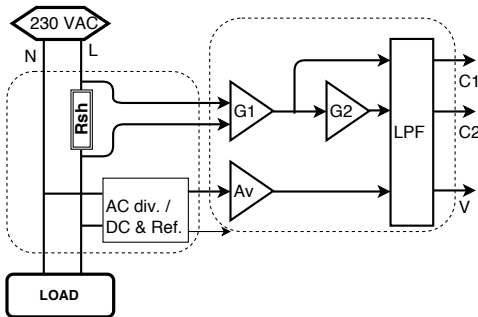 230 VAC
N
L
Rsh
G1
G2
LPF
C1
C2
Av
V
AC div. /
DC & Ref.
LOAD